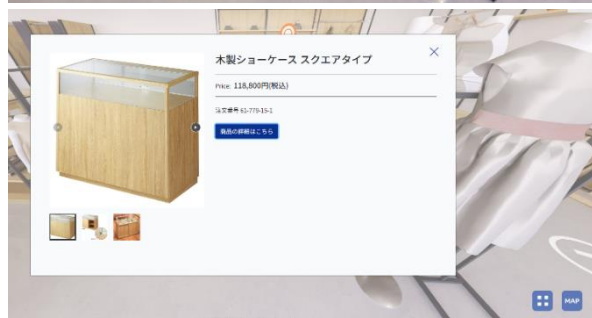 木製ショーケース スクエアタイプ
Price: 118,800円(税込)
注文番号 61-779-15-1
商品の詳細はこちら
MAP